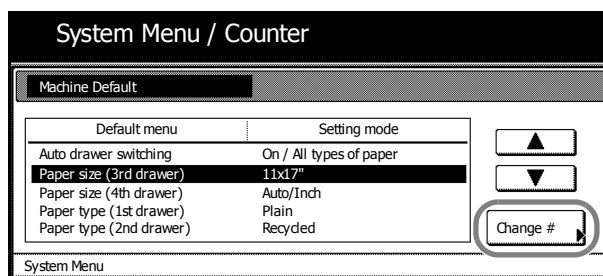 System Menu / Counter
Machine Default
Default menu Setting mode
Auto drawer switching On / All types of paper
Paper size (3rd drawer) 11x17"
Paper size (4th drawer) Auto/Inch
Paper type (1st drawer) Plain
Paper type (2nd drawer) Recycled
Change #
System Menu